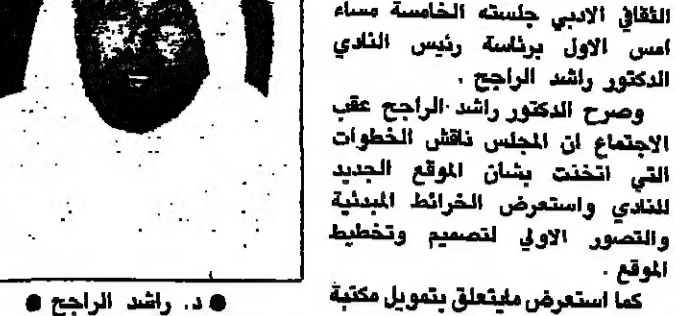 الثقافي الادبي جلسته الخامسة مساء
امس الاول برئاسة رئيس النادي
الدكتور راشد الراجح .
وصرح الدكتور راشد الراجح عقب
الاجتماع ان المجلس ناقش الخطوات
التي اتخذت بشان الموقع الجديد
للنادي واستعرض الخرائط المبدئية
والتصور الاولي لتصميم وتخطيط
الموقع .
كما استعرض مايتعلق بتمويل مكتبة
● د. راشد الراجح ●